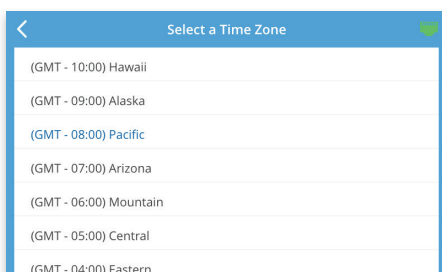 Select a Time Zone
(GMT - 10:00) Hawaii
(GMT - 09:00) Alaska
(GMT - 08:00) Pacific
(GMT - 07:00) Arizona
(GMT - 06:00) Mountain
(GMT - 05:00) Central
(GMT - 04:00) Eastern